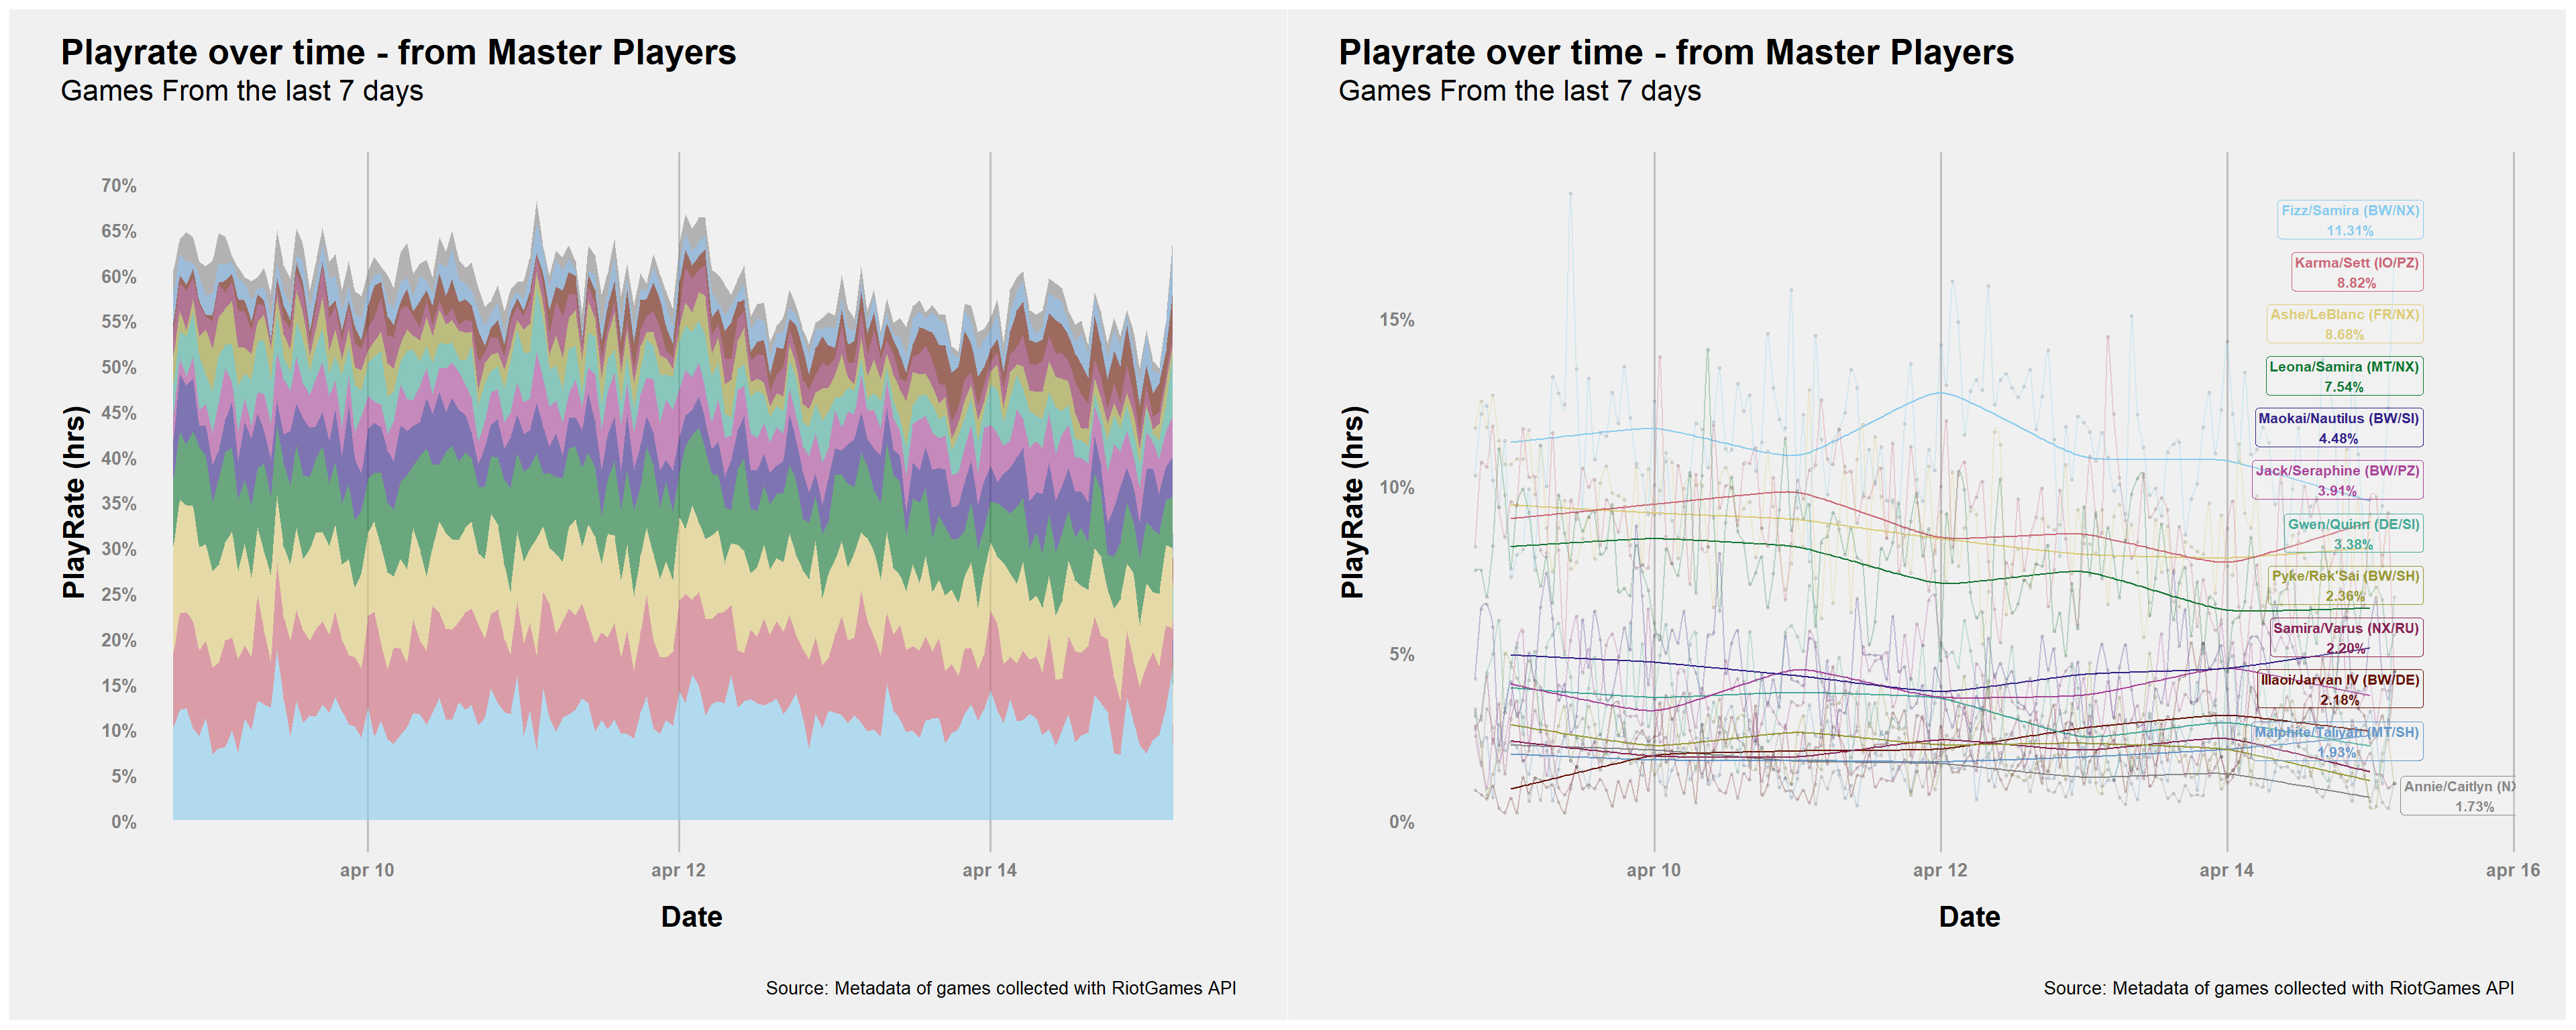 Playrate over time - from Master Players
Games From the last 7 days
70%
65%
60%
55%
50%
45%
40%
35%
30%
25%
20%
15%
10%
5%
0%
PlayRate (hrs)
apr 10
apr 12
apr 14
Date
Source: Metadata of games collected with RiotGames API
Playrate over time - from Master Players
Games From the last 7 days
15%
10%
5%
0%
PlayRate (hrs)
Fizz/Samira (BW/NX)
11.31%
Karma/Sett (IO/PZ)
8.82%
Ashe/LeBlanc (FR/NX)
8.68%
Leona/Samira (MT/NX)
7.54%
Maokai/Nautilus (BW/SI)
4.48%
Jack/Seraphine (BW/PZ)
3.91%
Gwen/Quinn (DE/SI)
3.38%
Pyke/Rek'Sai (BW/SH)
2.36%
Samira/Varus (NX/RU)
2.20%
Illaoi/Jarvan IV (BW/DE)
2.18%
Malphite/Taliyah (MT/SH)
1.93%
Annie/Caitlyn (NX
1.73%
apr 10
apr 12
apr 14
apr 16
Date
Source: Metadata of games collected with RiotGames API